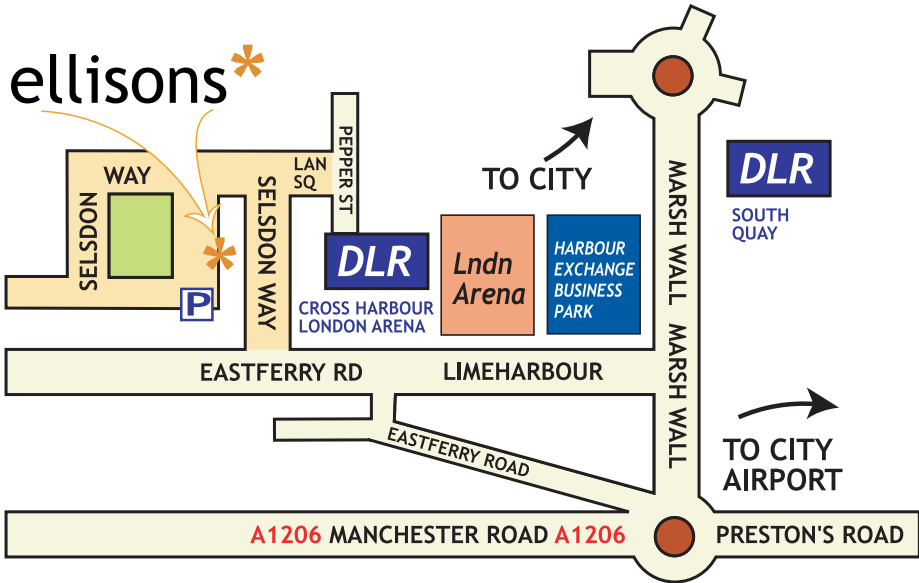 ellisons*
WAY
SELSDON
P
*
SELSDON WAY
LAN
SQ
PEPPER ST
DLR
CROSS HARBOUR
LONDON ARENA
TO CITY
Lndn
Arena
HARBOUR
EXCHANGE
BUSINESS
PARK
MARSH WALL
MARSH WALL
DLR
SOUTH
QUAY
EASTFERRY RD
LIMEHARBOUR
EASTFERRY ROAD
TO CITY
AIRPORT
A1206 MANCHESTER ROAD A1206
PRESTON'S ROAD